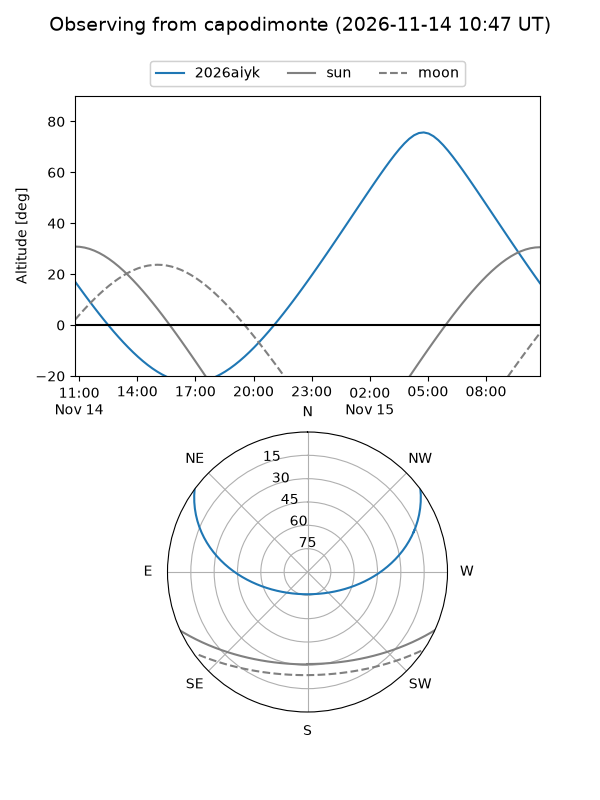 Observing from capodimonte (2026-11-14 10:47 UT)
2026aiyk sun moon
80
60
40
20
0
−20
Altitude [deg]
11:00 14:00 17:00 20:00 23:00 02:00 05:00 08:00
Nov 14 Nov 15
N
NE NW
15
30
45
60
75
E W
SE SW
S